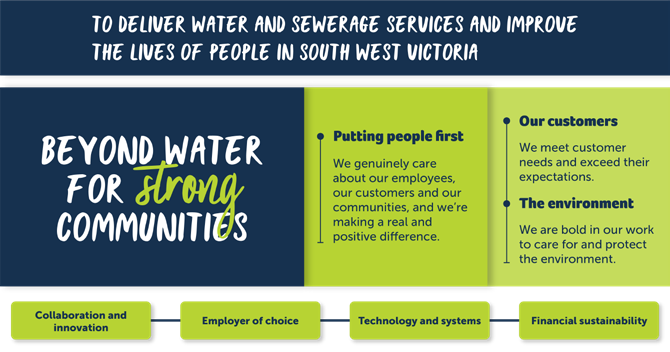 TO DELIVER WATER AND SEWERAGE SERVICES AND IMPROVE
THE LIVES OF PEOPLE IN SOUTH WEST VICTORIA
BEYOND WATER
FOR strong
COMMUNITIES
Putting people first
We genuinely care
about our employees,
our customers and our
communities, and we're
making a real and
positive difference.
Our customers
We meet customer
needs and exceed their
expectations.
The environment
We are bold in our work
to care for and protect
the environment.
Collaboration and
innovation
Employer of choice
Technology and systems
Financial sustainability